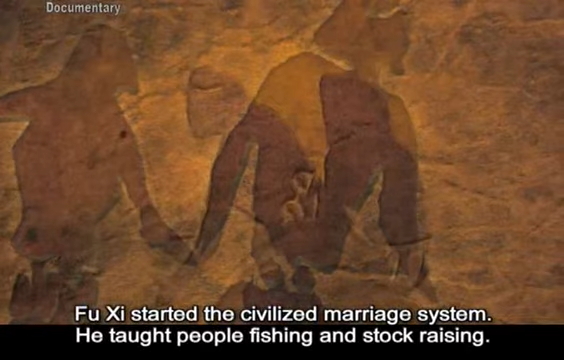 Documentary
Fu Xi started the civilized marriage system.
He taught people fishing and stock raising.